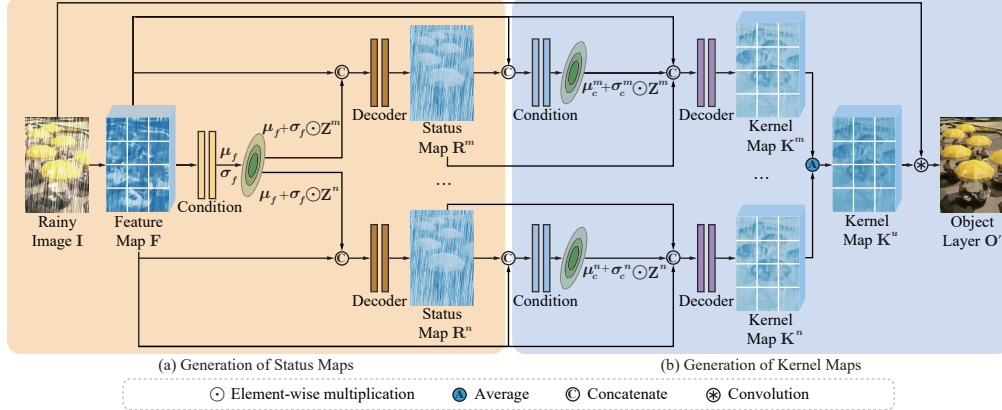 Rainy
Image I
Feature
Map F
Condition
μ_f
σ_f
μ_f+σ_f⊙Z^m
μ_f+σ_f⊙Z^n
C
Decoder
Status
Map R^m
...
C
Decoder
Status
Map R^n
C
Condition
μ_c^m+σ_c^m⊙Z^m
C
Decoder
Kernel
Map K^m
...
C
Condition
μ_c^n+σ_c^n⊙Z^n
C
Decoder
Kernel
Map K^n
A
Kernel
Map K^u
Object
Layer O'
(a) Generation of Status Maps
(b) Generation of Kernel Maps
⊙ Element-wise multiplication A Average C Concatenate ⊛ Convolution